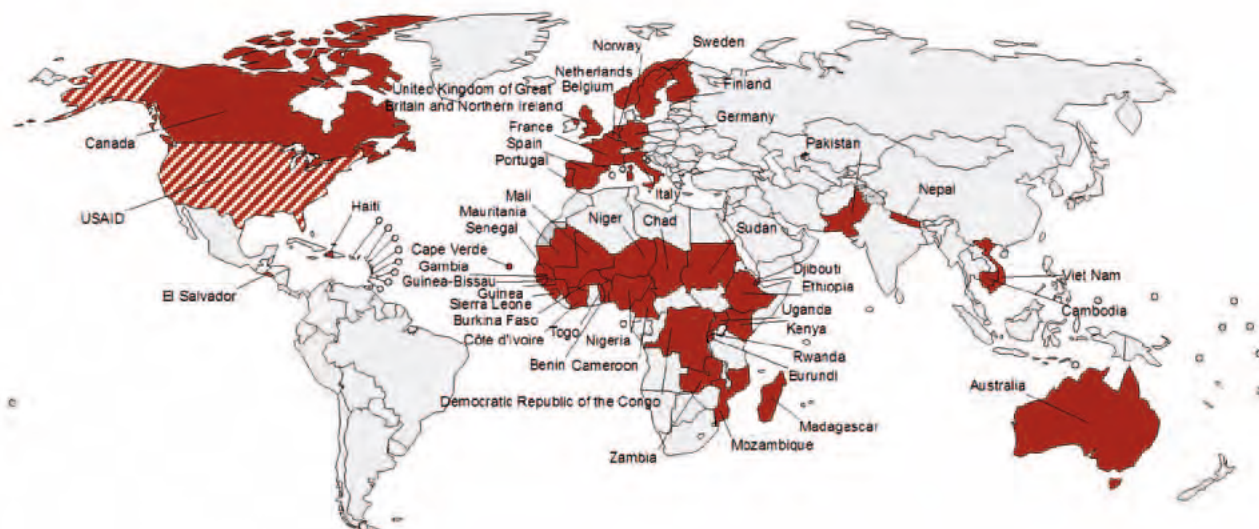 Norway
Sweden
Netherlands
Belgium
Finland
United Kingdom of Great
Britain and Northern Ireland
Germany
France
Canada
Spain
Pakistan
Portugal
Nepal
Italy
Mali
USAID
Haiti
Mauritania
Niger
Chad
Senegal
Sudan
Cape Verde
Gambia
Djibouti
Viet Nam
Guinea-Bissau
Ethiopia
El Salvador
Guinea
Sierra Leone
Uganda
Cambodia
Burkina Faso
Togo
Nigeria
Kenya
Côte d'ivoire
Rwanda
Benin
Cameroon
Burundi
Australia
Democratic Republic of the Congo
Madagascar
Mozambique
Zambia